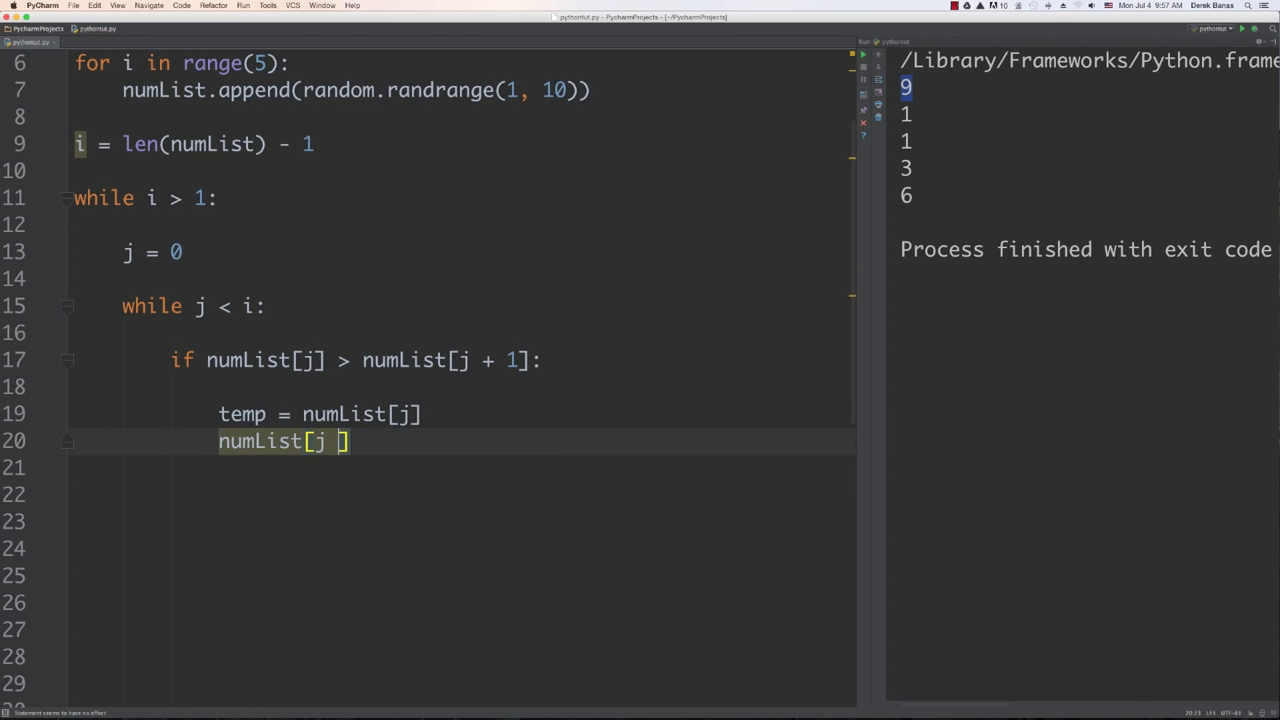 PyCharm File Edit View Navigate Code Refactor Run Tools VCS Window Help 10 Mon Jul 4 9:57 AM Derek Banas
pythontut.py - PycharmProjects - [~/PycharmProjects]
PycharmProjects pythontut.py pythontut
pythontut.py Run: pythontut
6 for i in range(5):
7 numList.append(random.randrange(1, 10))
8
9 i = len(numList) - 1
10
11 while i > 1:
12
13 j = 0
14
15 while j < i:
16
17 if numList[j] > numList[j + 1]:
18
19 temp = numList[j]
20 numList[j ]
21
22
23
24
25
26
27
28
29
/Library/Frameworks/Python.frame
9
1
1
3
6
Process finished with exit code
Statement seems to have no effect 20:23 LF‡ UTF-8‡